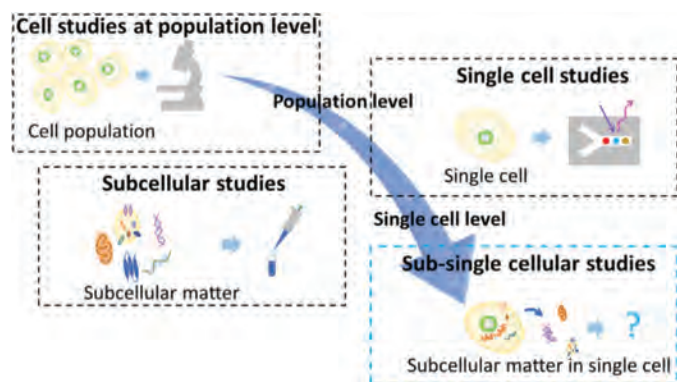 Cell studies at population level
Cell population
Population level
Single cell studies
Single cell
Subcellular studies
Subcellular matter
Single cell level
Sub-single cellular studies
?
Subcellular matter in single cell